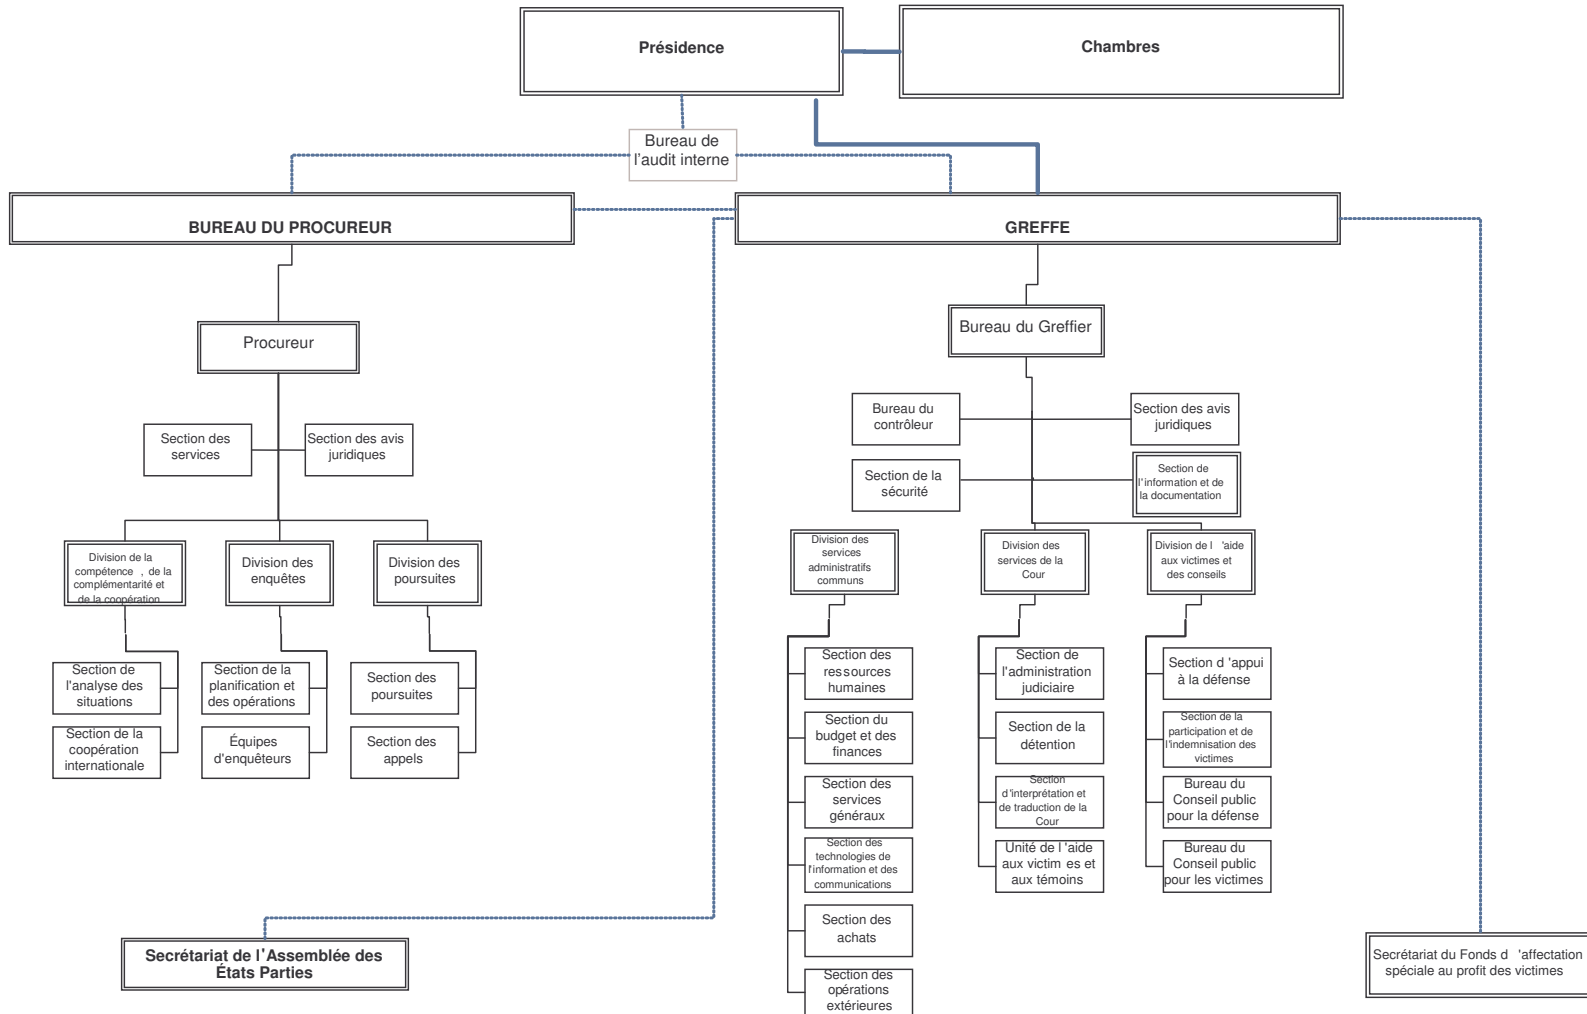 Présidence
Chambres
Bureau de
l'audit interne
BUREAU DU PROCUREUR
GREFFE
Procureur
Bureau du Greffier
Section des
services
Section des avis
juridiques
Bureau du
contrôleur
Section des avis
juridiques
Section de la
sécurité
Section de
l'information et de
la documentation
Division de la
compétence , de la
complémentarité et
de la coopération
Division des
enquêtes
Division des
poursuites
Division des
services
administratifs
communs
Division des
services de la
Cour
Division de l 'aide
aux victimes et
des conseils
Section de
l'analyse des
situations
Section de la
coopération
internationale
Section de la
planification et
des opérations
Équipes
d'enquêteurs
Section des
poursuites
Section des
appels
Section des
ressources
humaines
Section du
budget et des
finances
Section des
services
généraux
Section des
technologies de
l'information et des
communications
Section des
achats
Section des
opérations
extérieures
Section de
l'administration
judiciaire
Section de la
détention
Section
d'interprétation et
de traduction de la
Cour
Unité de l 'aide
aux victim es et
aux témoins
Section d 'appui
à la défense
Section de la
participation et de
l'indemnisation des
victimes
Bureau du
Conseil public
pour la défense
Bureau du
Conseil public
pour les victimes
Secrétariat de l'Assemblée des
États Parties
Secrétariat du Fonds d 'affectation
spéciale au profit des victimes